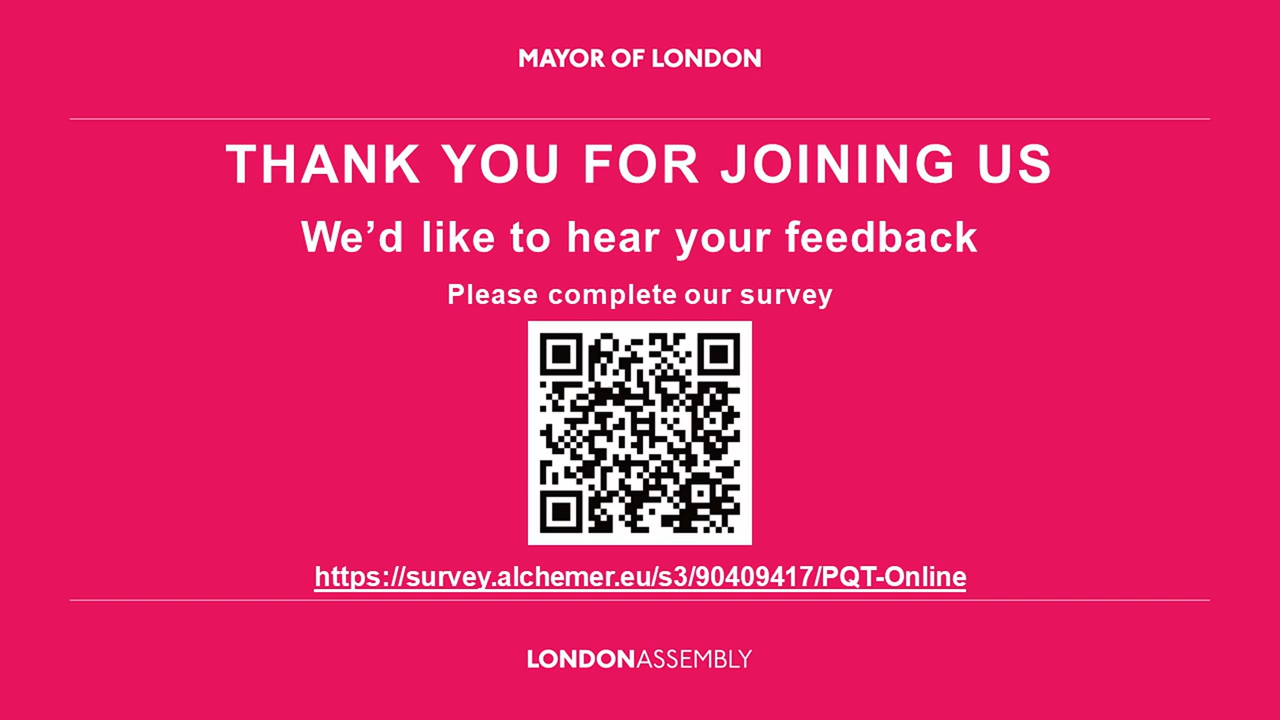 MAYOR OF LONDON
THANK YOU FOR JOINING US
We’d like to hear your feedback
Please complete our survey
https://survey.alchemer.eu/s3/90409417/PQT-Online
LONDONASSEMBLY